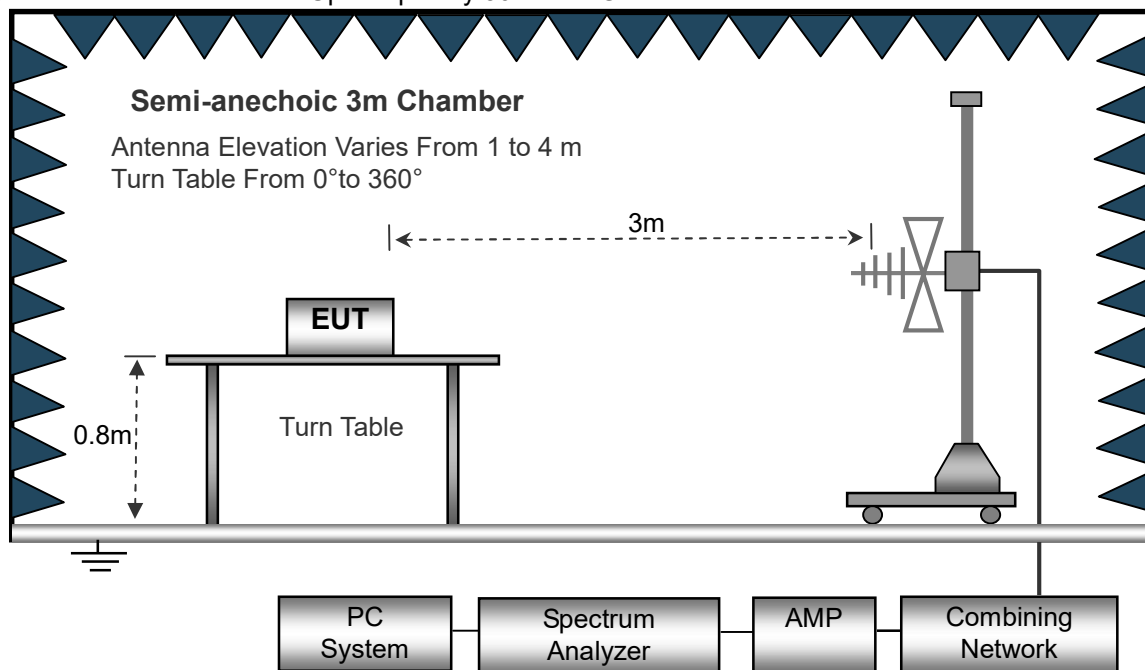 Semi-anechoic 3m Chamber
Antenna Elevation Varies From 1 to 4 m
Turn Table From 0°to 360°
3m
EUT
0.8m
Turn Table
PC
System
Spectrum
Analyzer
AMP
Combining
Network